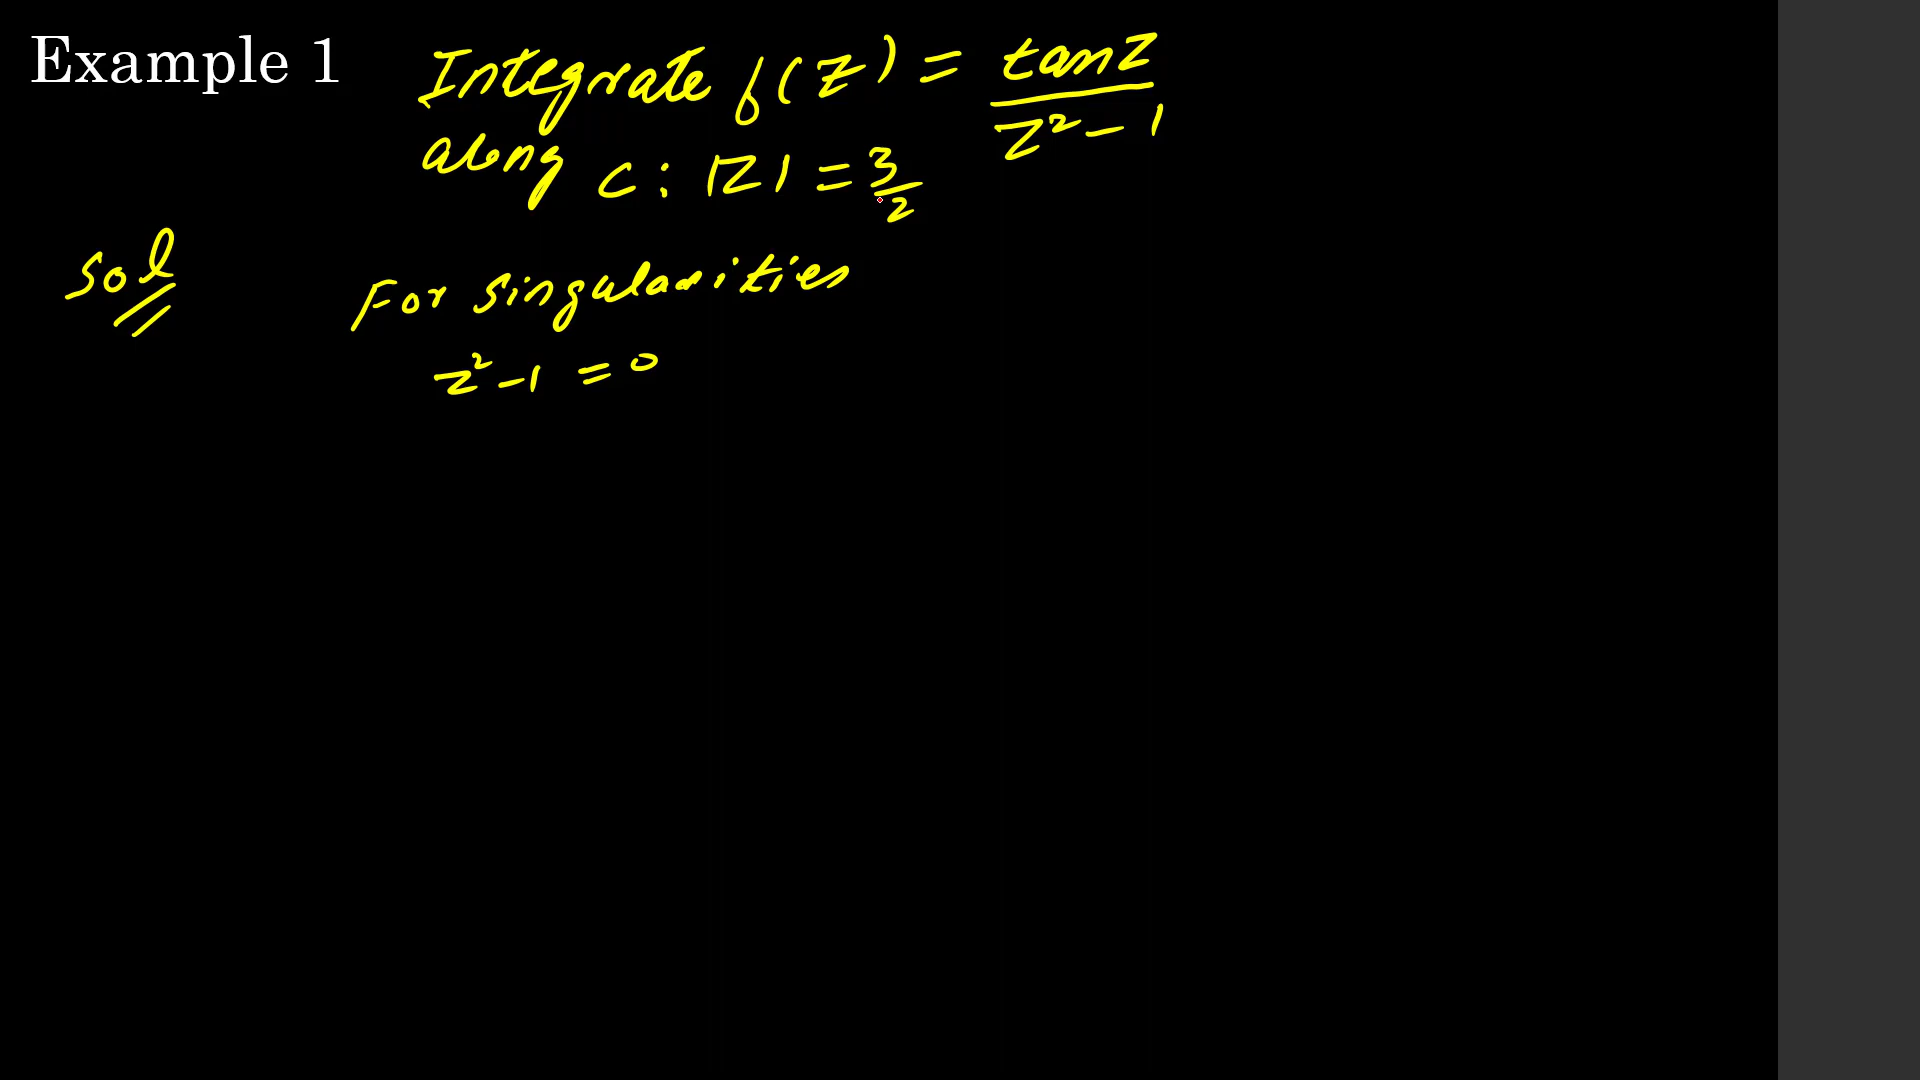 Example 1
Integrate f(z) = tanz / z² - 1
along c: |z| = 3/2
Sol
For singularities
z² - 1 = 0